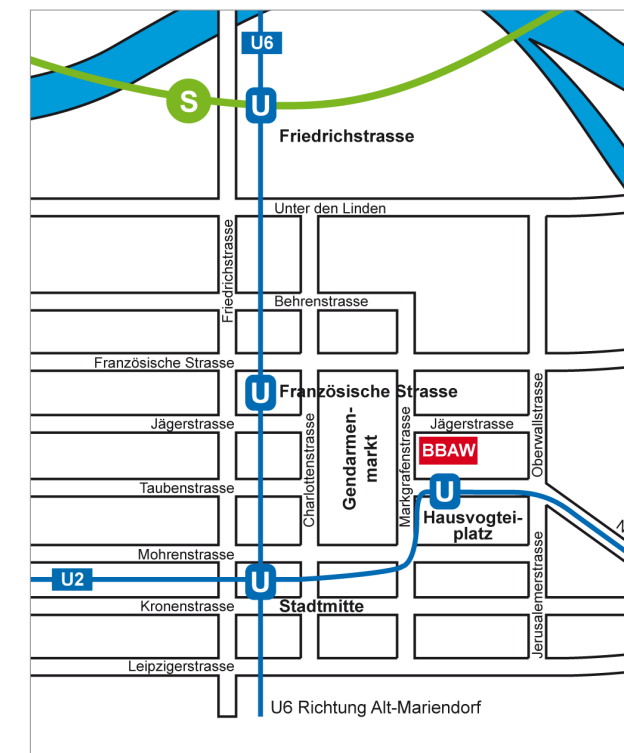 U6
S
U
Friedrichstrasse
Unter den Linden
Friedrichstrasse
Behrenstrasse
Französische Strasse
U
Französische Strasse
Jägerstrasse
Jägerstrasse
Charlottenstrasse
Gendarmen-
markt
Markgrafenstrasse
Oberwallstrasse
BBAW
Taubenstrasse
U
Hausvogtei-
platz
Mohrenstrasse
U2
U
Kronenstrasse
Stadtmitte
Jerusalemerstrasse
Leipzigerstrasse
U6 Richtung Alt-Mariendorf